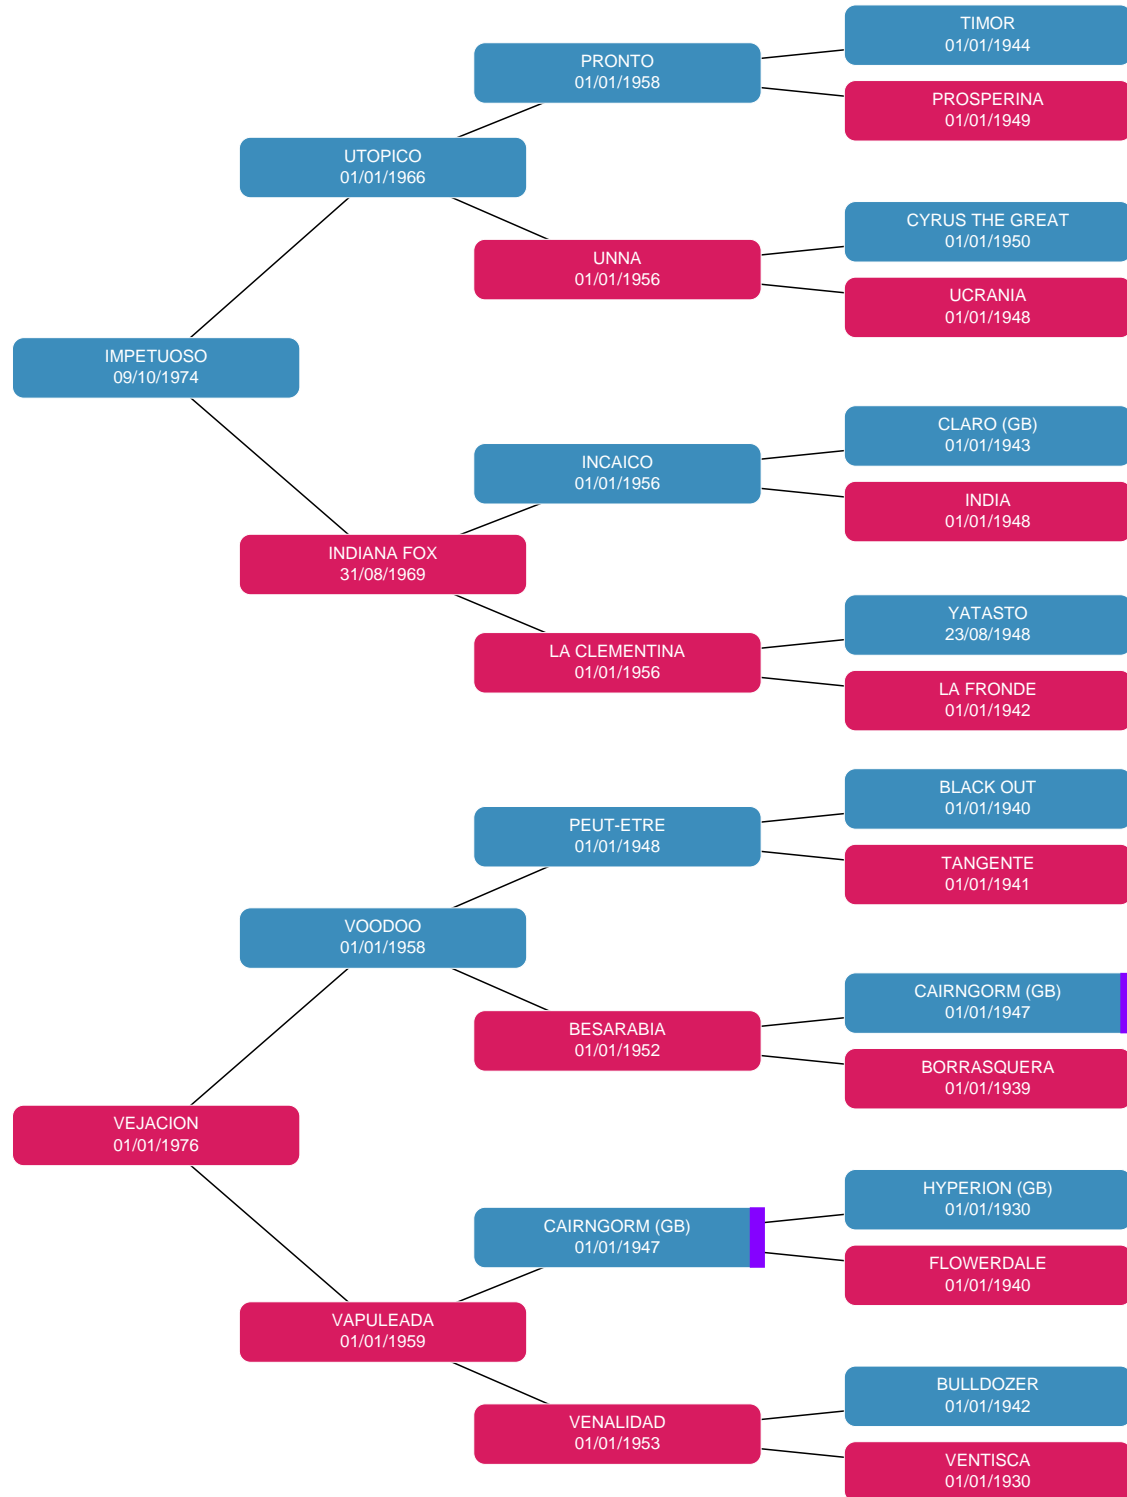 TIMOR
01/01/1944
PRONTO
01/01/1958
PROSPERINA
01/01/1949
UTOPICO
01/01/1966
CYRUS THE GREAT
01/01/1950
UNNA
01/01/1956
UCRANIA
01/01/1948
IMPETUOSO
09/10/1974
CLARO (GB)
01/01/1943
INCAICO
01/01/1956
INDIA
01/01/1948
INDIANA FOX
31/08/1969
YATASTO
23/08/1948
LA CLEMENTINA
01/01/1956
LA FRONDE
01/01/1942
BLACK OUT
01/01/1940
PEUT-ETRE
01/01/1948
TANGENTE
01/01/1941
VOODOO
01/01/1958
CAIRNGORM (GB)
01/01/1947
BESARABIA
01/01/1952
BORRASQUERA
01/01/1939
VEJACION
01/01/1976
HYPERION (GB)
01/01/1930
CAIRNGORM (GB)
01/01/1947
FLOWERDALE
01/01/1940
VAPULEADA
01/01/1959
BULLDOZER
01/01/1942
VENALIDAD
01/01/1953
VENTISCA
01/01/1930